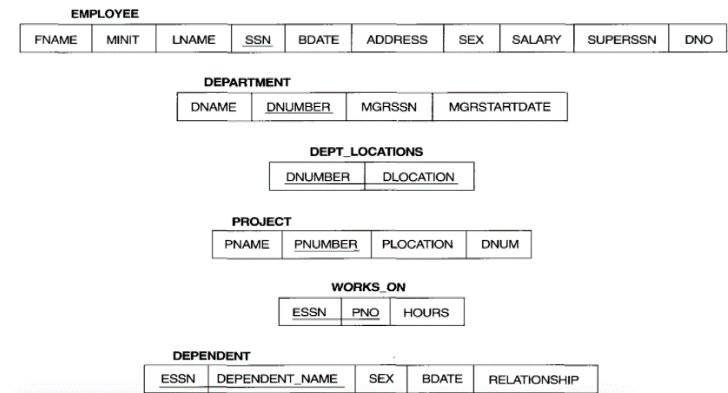 EMPLOYEE
FNAME MINIT LNAME SSN BDATE ADDRESS SEX SALARY SUPERSSN DNO
DEPARTMENT
DNAME DNUMBER MGRSSN MGRSTARTDATE
DEPT_LOCATIONS
DNUMBER DLOCATION
PROJECT
PNAME PNUMBER PLOCATION DNUM
WORKS_ON
ESSN PNO HOURS
DEPENDENT
ESSN DEPENDENT_NAME SEX BDATE RELATIONSHIP